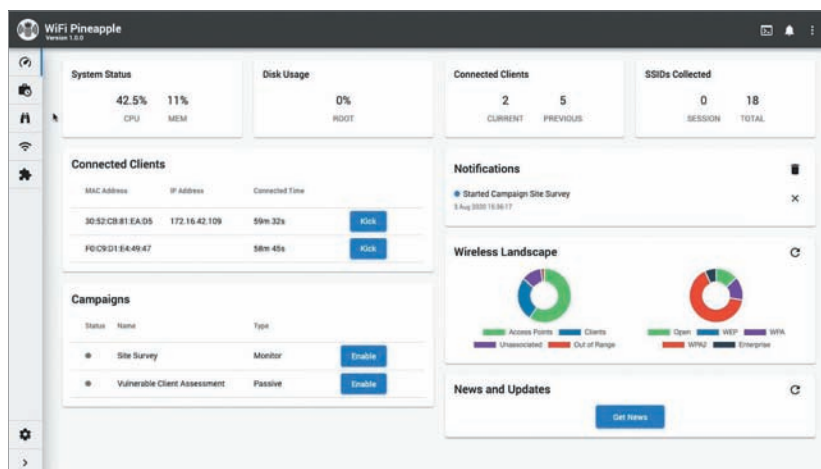 WiFi Pineapple
Version 1.0.0
System Status
42.5% 11%
CPU MEM
Disk Usage
0%
ROOT
Connected Clients
2 5
CURRENT PREVIOUS
SSIDs Collected
0 18
SESSION TOTAL
Connected Clients
MAC Address IP Address Connected Time
30:52:CB:81:EA:D5 172.16.42.109 59m 32s Kick
F0:C9:D1:E4:49:47 58m 45s Kick
Campaigns
Status Name Type
Site Survey Monitor Enable
Vulnerable Client Assessment Passive Enable
Notifications
Started Campaign Site Survey
Wireless Landscape
Access Points Clients
Unassociated Out of Range
Open WEP WPA
WPA2 Enterprise
News and Updates
Get News